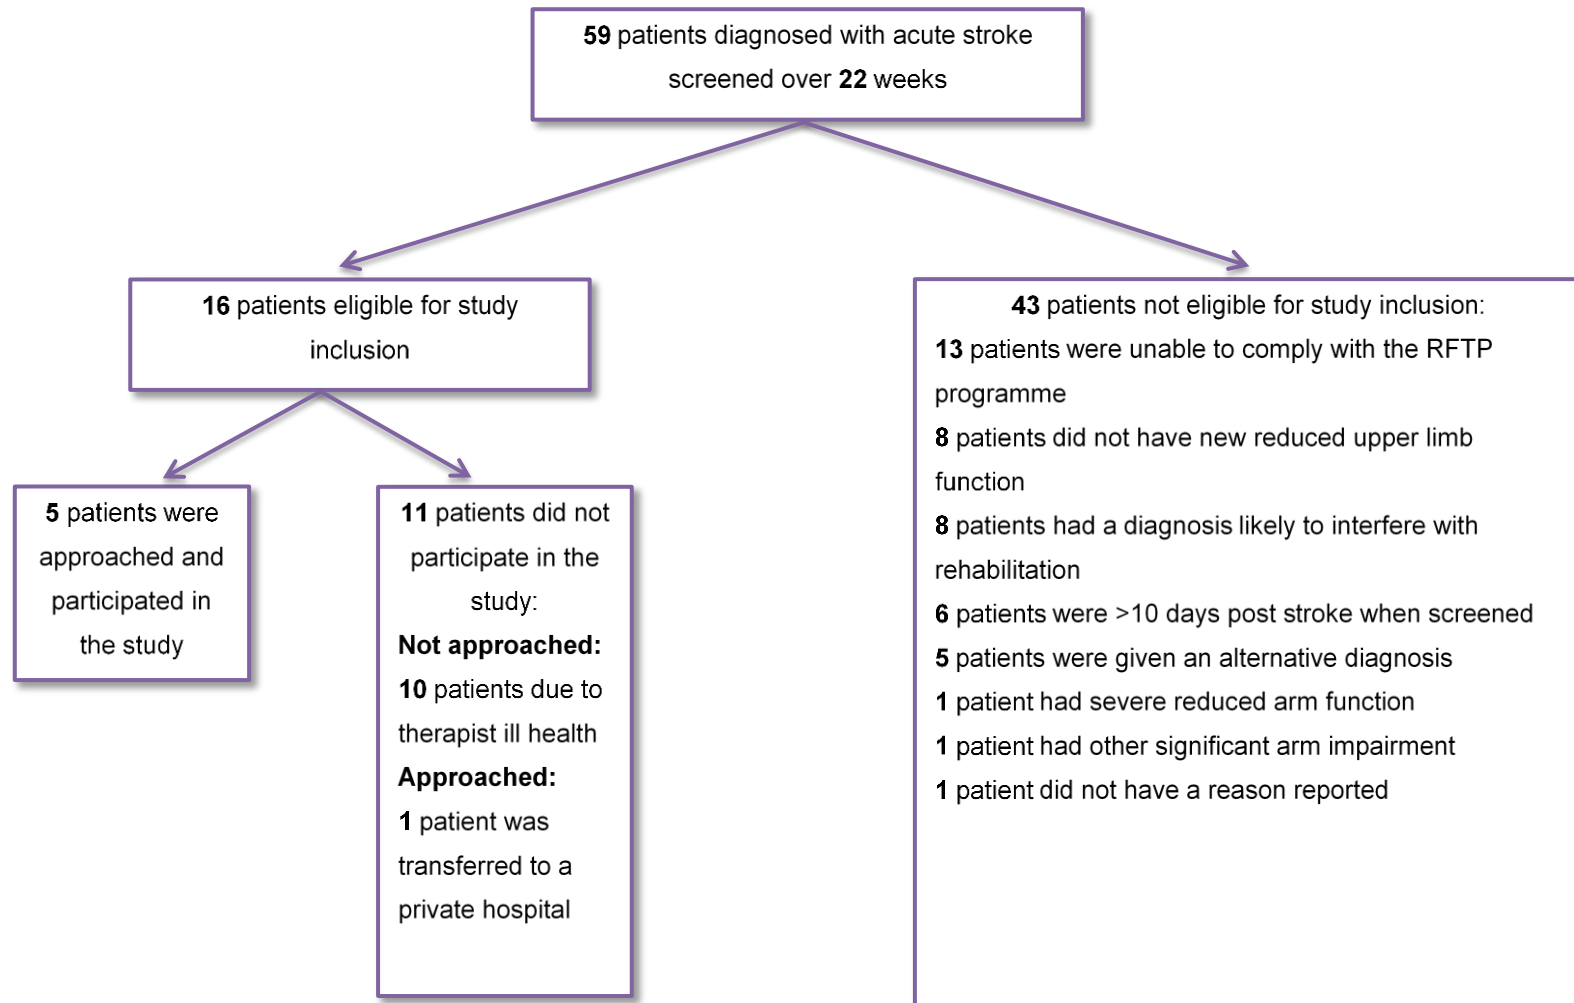 59 patients diagnosed with acute stroke
screened over 22 weeks
16 patients eligible for study
inclusion
43 patients not eligible for study inclusion:
13 patients were unable to comply with the RFTP
programme
8 patients did not have new reduced upper limb
function
8 patients had a diagnosis likely to interfere with
rehabilitation
6 patients were >10 days post stroke when screened
5 patients were given an alternative diagnosis
1 patient had severe reduced arm function
1 patient had other significant arm impairment
1 patient did not have a reason reported
5 patients were
approached and
participated in
the study
11 patients did not
participate in the
study:
Not approached:
10 patients due to
therapist ill health
Approached:
1 patient was
transferred to a
private hospital